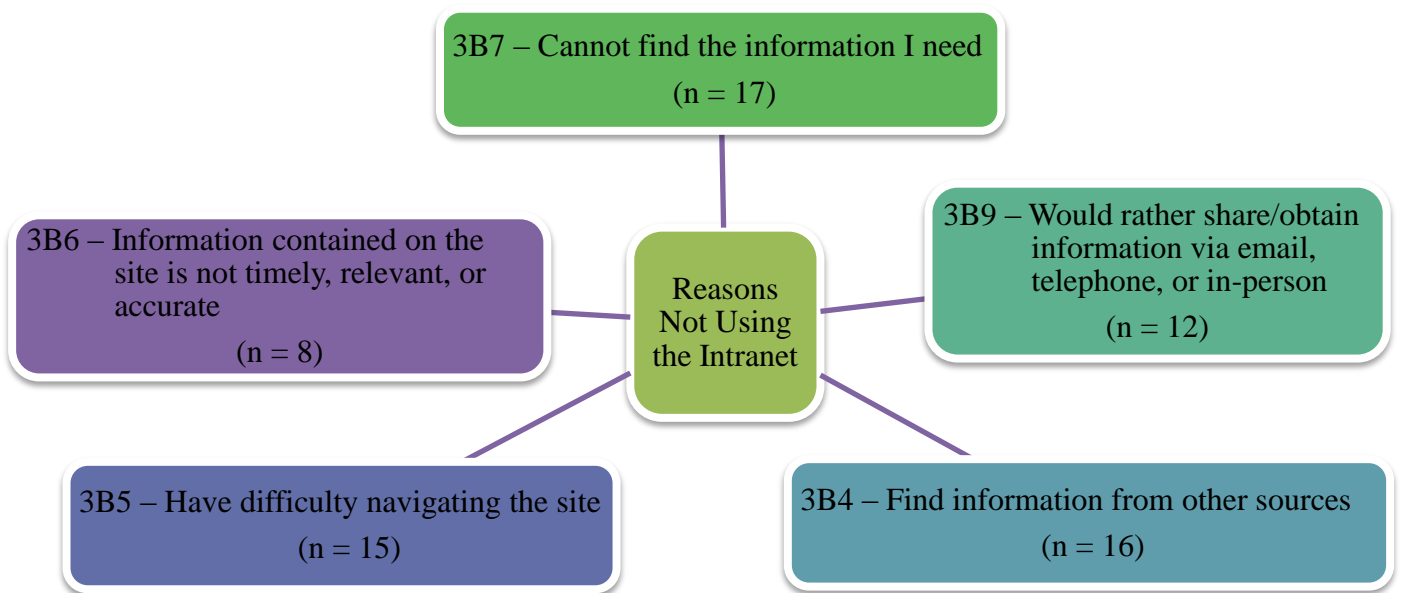 3B7 – Cannot find the information I need
(n = 17)
3B9 – Would rather share/obtain
information via email,
telephone, or in-person
(n = 12)
3B6 – Information contained on the
site is not timely, relevant, or
accurate
(n = 8)
Reasons
Not Using
the Intranet
3B5 – Have difficulty navigating the site
(n = 15)
3B4 – Find information from other sources
(n = 16)